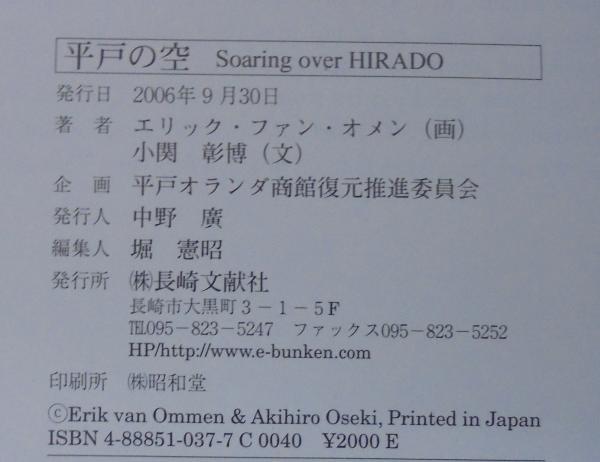 平戸の空 Soaring over HIRADO
発行日 2006年9月30日
著 者 エリック・ファン・オメン(画)
小関 彰博(文)
企 画 平戸オランダ商館復元推進委員会
発行人 中野 廣
編集人 堀 憲昭
発行所 ㈱長崎文献社
長崎市大黒町3-1-5F
℡095-823-5247 ファックス095-823-5252
HP/http://www.e-bunken.com
印刷所 ㈱昭和堂
©Erik van Ommen & Akihiro Oseki, Printed in Japan
ISBN 4-88851-037-7 C 0040 ¥2000 E